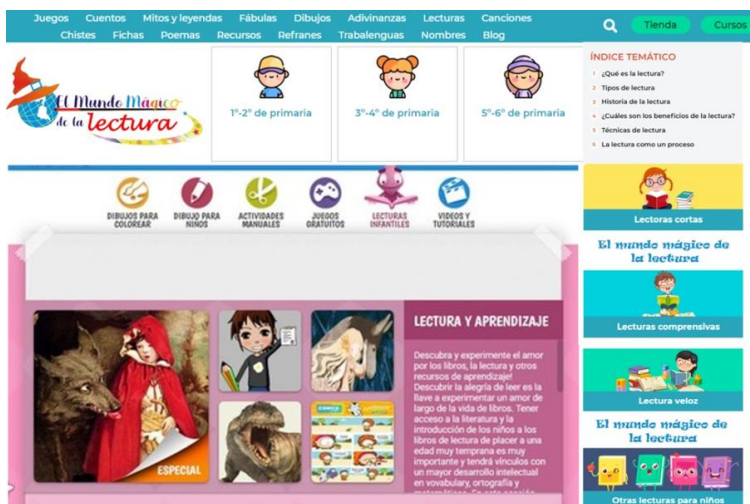 Juegos Cuentos Mitos y leyendas Fábulas Dibujos Adivinanzas Lecturas Canciones
Chistes Fichas Poemas Recursos Refranes Trabalenguas Nombres Blog
Tienda
Cursos
El Mundo Mágico
de la lectura
1º-2º de primaria
3º-4º de primaria
5º-6º de primaria
ÍNDICE TEMÁTICO
1 ¿Qué es la lectura?
2 Tipos de lectura
3 Historia de la lectura
4 ¿Cuáles son los beneficios de la lectura?
5 Técnicas de lectura
6 La lectura como un proceso
DIBUJOS PARA
COLOREAR
DIBUJO PARA
NIÑOS
ACTIVIDADES
MANUALES
JUEGOS
GRATUITOS
LECTURAS
INFANTILES
VIDEOS Y
TUTORIALES
ESPECIAL
LECTURA Y APRENDIZAJE
Descubra y experimente el amor
por los libros, la lectura y otros
recursos de aprendizaje!
Descubrir la alegría de leer es la
llave a experimentar un amor de
largo de la vida de libros. Tener
acceso a la literatura y la
introducción de los niños a los
libros de lectura de placer a una
edad muy temprana es muy
importante y tendrá vínculos con
un mayor desarrollo intelectual
en vovabulary, ortografía y
Lectoras cortas
El mundo mágico de
la lectura
Lecturas comprensivas
Lectura veloz
El mundo mágico de
la lectura
Otras lecturas para niños